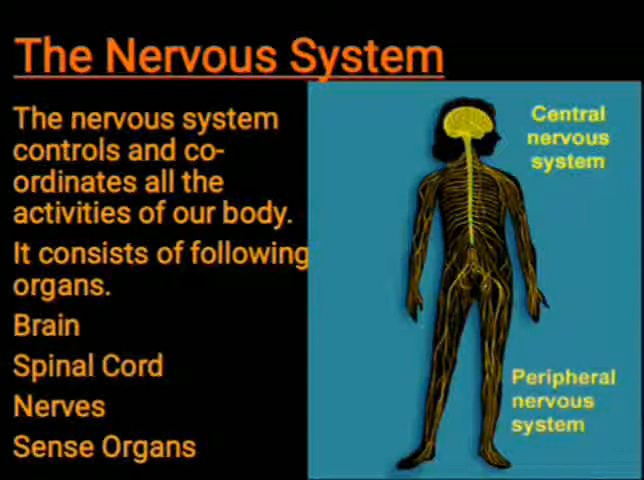 The Nervous System
The nervous system
controls and co-
ordinates all the
activities of our body.
It consists of following
organs.
Brain
Spinal Cord
Nerves
Sense Organs
Central
nervous
system
Peripheral
nervous
system